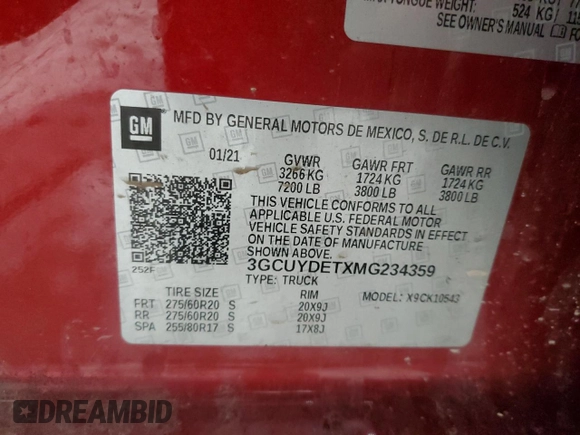 TONGUE WEIGHT:
524 KG
SEE OWNER'S MANUAL
GM
MFD BY GENERAL MOTORS DE MEXICO, S. DE R.L. DE C.V.
01/21 GVWR GAWR FRT GAWR RR
3266 KG 1724 KG 1724 KG
7200 LB 3800 LB 3800 LB
THIS VEHICLE CONFORMS TO ALL
APPLICABLE U.S. FEDERAL MOTOR
VEHICLE SAFETY STANDARDS IN EFFECT
ON THE DATE OF MANUFACTURE
SHOWN ABOVE.
252F
3GCUYDETXMG234359
TYPE: TRUCK
TIRE SIZE RIM MODEL: X9CK10543
FRT 275/60R20 S 20X9J
RR 275/60R20 S 20X9J
SPA 255/80R17 S 17X8J
DREAMBID